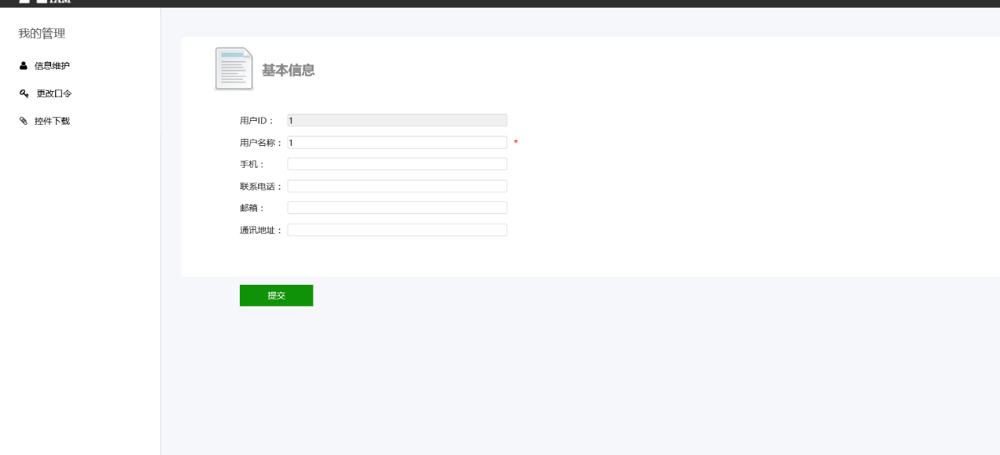 IAM
我的管理
信息维护
更改口令
控件下载
基本信息
用户ID： 1
用户名称： 1 *
手机：
联系电话：
邮箱：
通讯地址：
提交